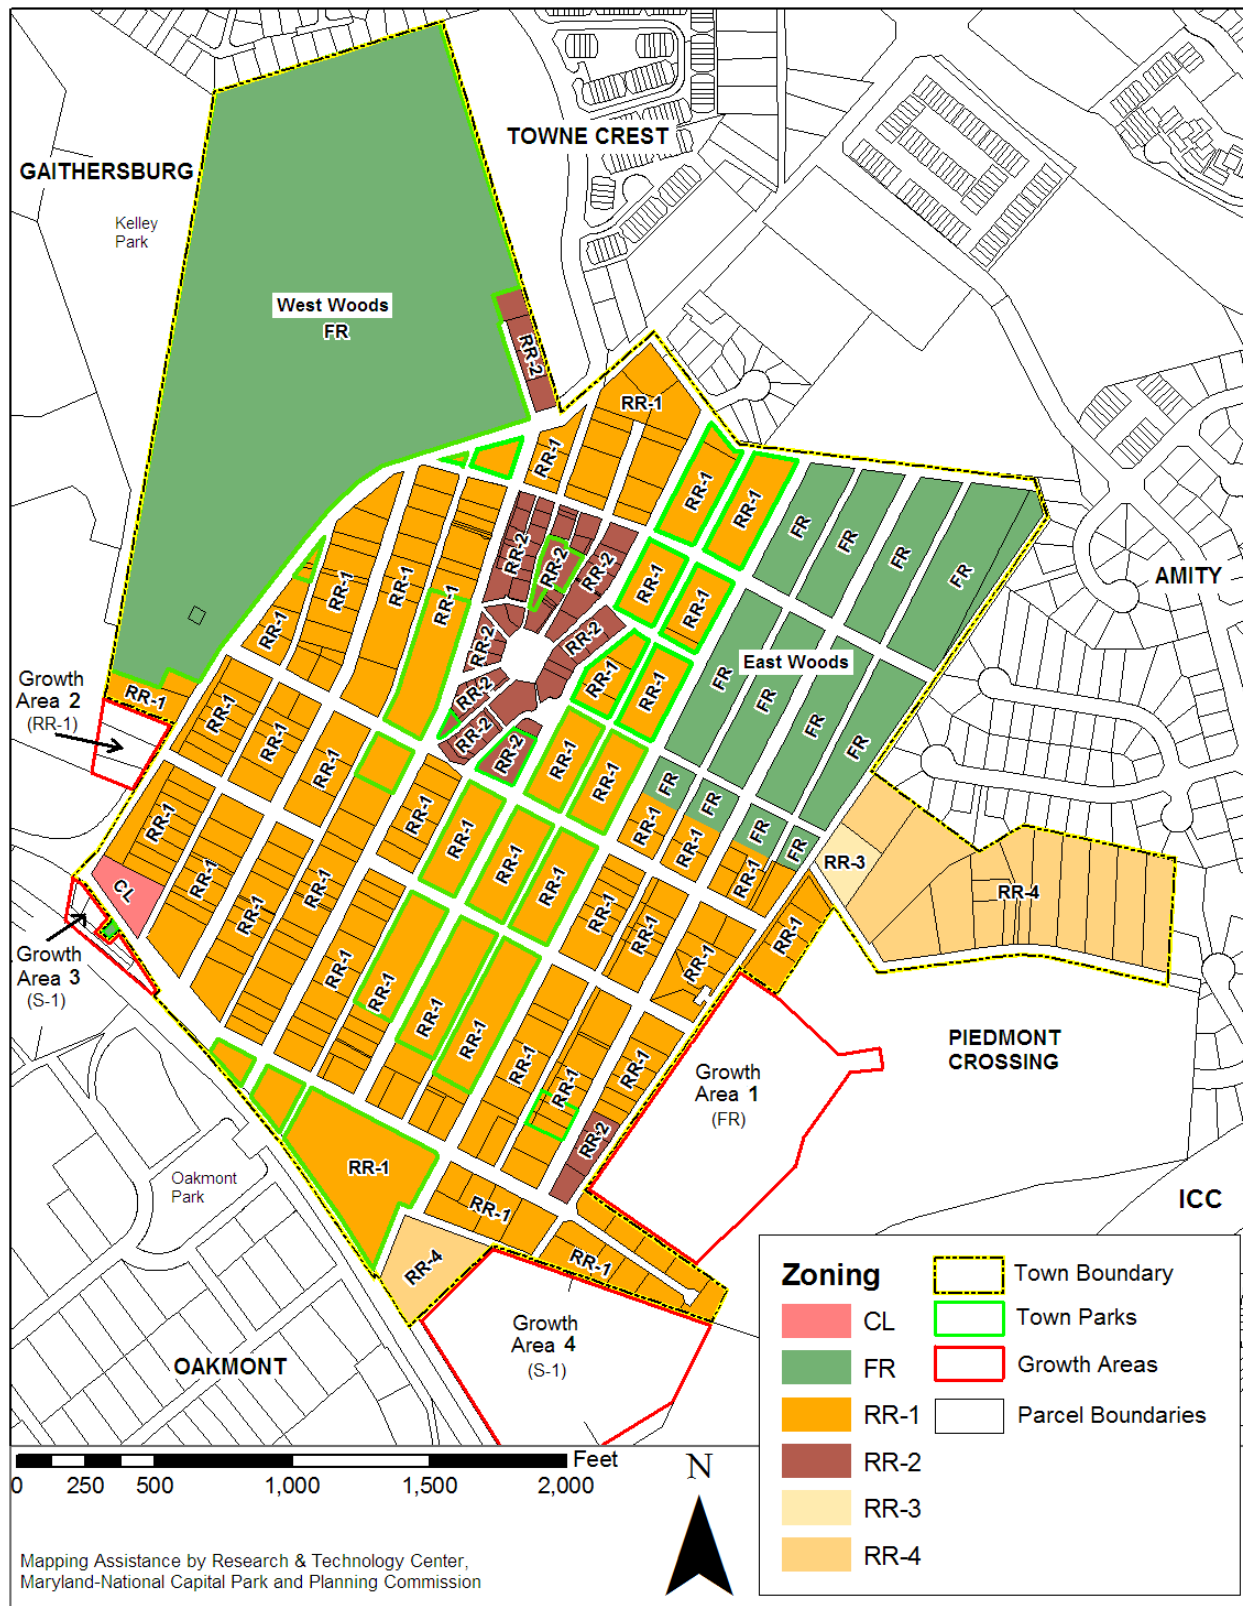 TOWNE CREST
GAITHERSBURG
Kelley
Park
West Woods
FR
RR-2
RR-1
RR-1
RR-1
RR-1
FR
FR
FR
FR
RR-2
RR-2
RR-2
RR-1
RR-1
RR-1
RR-1
RR-1
RR-1
AMITY
RR-2
RR-2
East Woods
Growth
Area 2
(RR-1)
RR-1
RR-1
RR-1
RR-1
RR-2
RR-2
RR-2
RR-1
RR-1
FR
FR
FR
FR
RR-1
RR-1
FR
FR
FR
FR
RR-1
RR-1
RR-1
RR-1
RR-1
RR-1
RR-1
RR-1
RR-1
RR-3
RR-4
CL
RR-1
RR-1
RR-1
RR-1
RR-1
RR-1
RR-1
Growth
Area 3
(S-1)
RR-1
RR-1
RR-1
RR-1
PIEDMONT
CROSSING
Growth
Area 1
(FR)
RR-1
RR-1
RR-1
RR-2
RR-1
Oakmont
Park
RR-1
RR-1
RR-4
ICC
Growth
Area 4
(S-1)
OAKMONT
Zoning
CL
FR
RR-1
RR-2
RR-3
RR-4
Town Boundary
Town Parks
Growth Areas
Parcel Boundaries
Feet
0 250 500 1,000 1,500 2,000
N
Mapping Assistance by Research & Technology Center,
Maryland-National Capital Park and Planning Commission